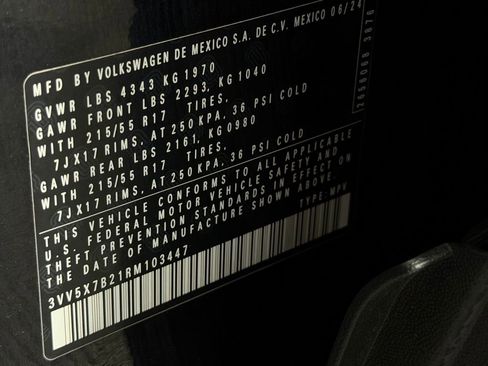 MFD BY VOLKSWAGEN DE MEXICO S.A. DE C.V. MEXICO 06/24
GVWR LBS 4343 KG 1970
GAWR FRONT LBS 2293, KG 1040
WITH 215/55 R17 TIRES,
7JX17 RIMS, AT 250 KPA, 36 PSI COLD
GAWR REAR LBS 2161, KG 0980
WITH 215/55 R17 TIRES,
7JX17 RIMS, AT 250 KPA, 36 PSI COLD
THIS VEHICLE CONFORMS TO ALL APPLICABLE
U.S. FEDERAL MOTOR VEHICLE SAFETY AND
THEFT PREVENTION STANDARDS IN EFFECT ON
THE DATE OF MANUFACTURE SHOWN ABOVE.
3VV5X7B21RM103447 TYPE: MPV